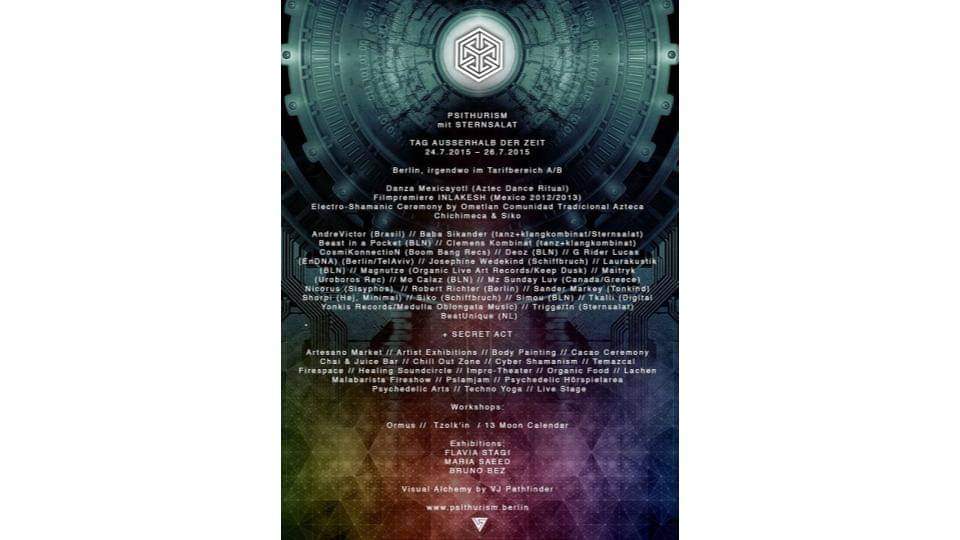 PSITHURISM
mit STERNSALAT
TAG AUSSERHALB DER ZEIT
24.7.2015 – 26.7.2015
Berlin, irgendwo im Tarifbereich A/B
Danza Mexicayotl (Aztec Dance Ritual)
Filmpremiere INLAKESH (Mexico 2012/2013)
Electro-Shamanic Ceremony by Ometlan Comunidad Tradicional Azteca
Chichimeca & Siko
AndreVictor (Brasil) // Baba Sikander (tanz+klangkombinat/Sternsalat)
Beast in a Pocket (BLN) // Clemens Kombinat (tanz+klangkombinat)
CosmiKonnectioN (Boom Bang Recs) // Deoz (BLN) // G Rider Lucas
(EnDNA) (Berlin/TelAviv) // Josephine Wedekind (Schiffbruch) // Laurakustik
(BLN) // Magnutze (Organic Live Art Records/Keep Dusk) // Maitryk
(Uroboros Rec) // Mo Calaz (BLN) // Mz Sunday Luv (Canada/Greece)
Nicorus (Sisyphos) // Robert Richter (Berlin) // Sander Markey (Tonkind)
Shorpi (Hej, Minimal) // Siko (Schiffbruch) // Simou (BLN) // Tkalli (Digital
Yonkis Records/Medulla Oblongata Music) // Triggertn (Sternsalat)
BeatUnique (NL)
+ SECRET ACT
Artesano Market // Artist Exhibitions // Body Painting // Cacao Ceremony
Chai & Juice Bar // Chill Out Zone // Cyber Shamanism // Temazcal
Firespace // Healing Soundcircle // Impro-Theater // Organic Food // Lachen
Malabarista Fireshow // Pslamjam // Psychedelic Hörspielarea
Psychedelic Arts // Techno Yoga // Live Stage
Workshops:
Ormus // Tzolk'in / 13 Moon Calendar
Exhibitions:
FLAVIA STAGI
MARIA SAEED
BRUNO BEZ
Visual Alchemy by VJ Pathfinder
www.psithurism.berlin